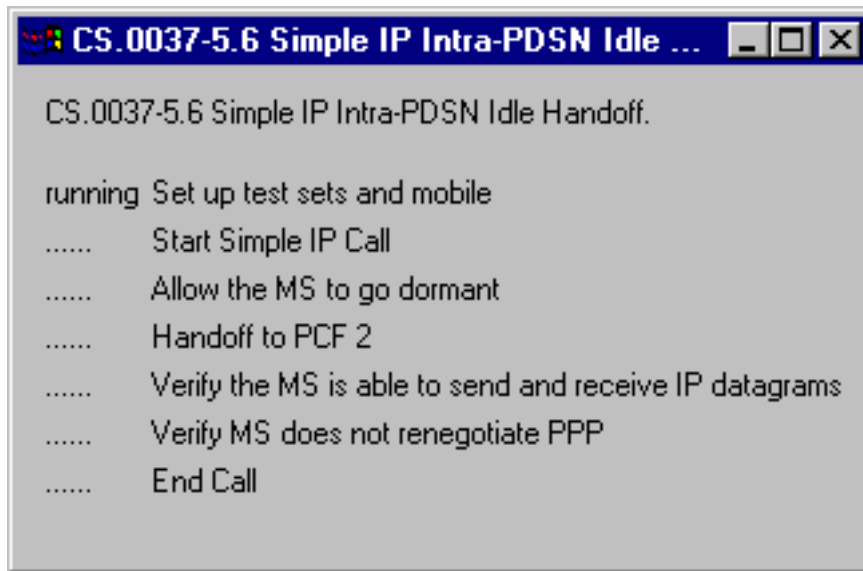 CS.0037-5.6 Simple IP Intra-PDSN Idle ...
CS.0037-5.6 Simple IP Intra-PDSN Idle Handoff.
running Set up test sets and mobile
...... Start Simple IP Call
...... Allow the MS to go dormant
...... Handoff to PCF 2
...... Verify the MS is able to send and receive IP datagrams
...... Verify MS does not renegotiate PPP
...... End Call